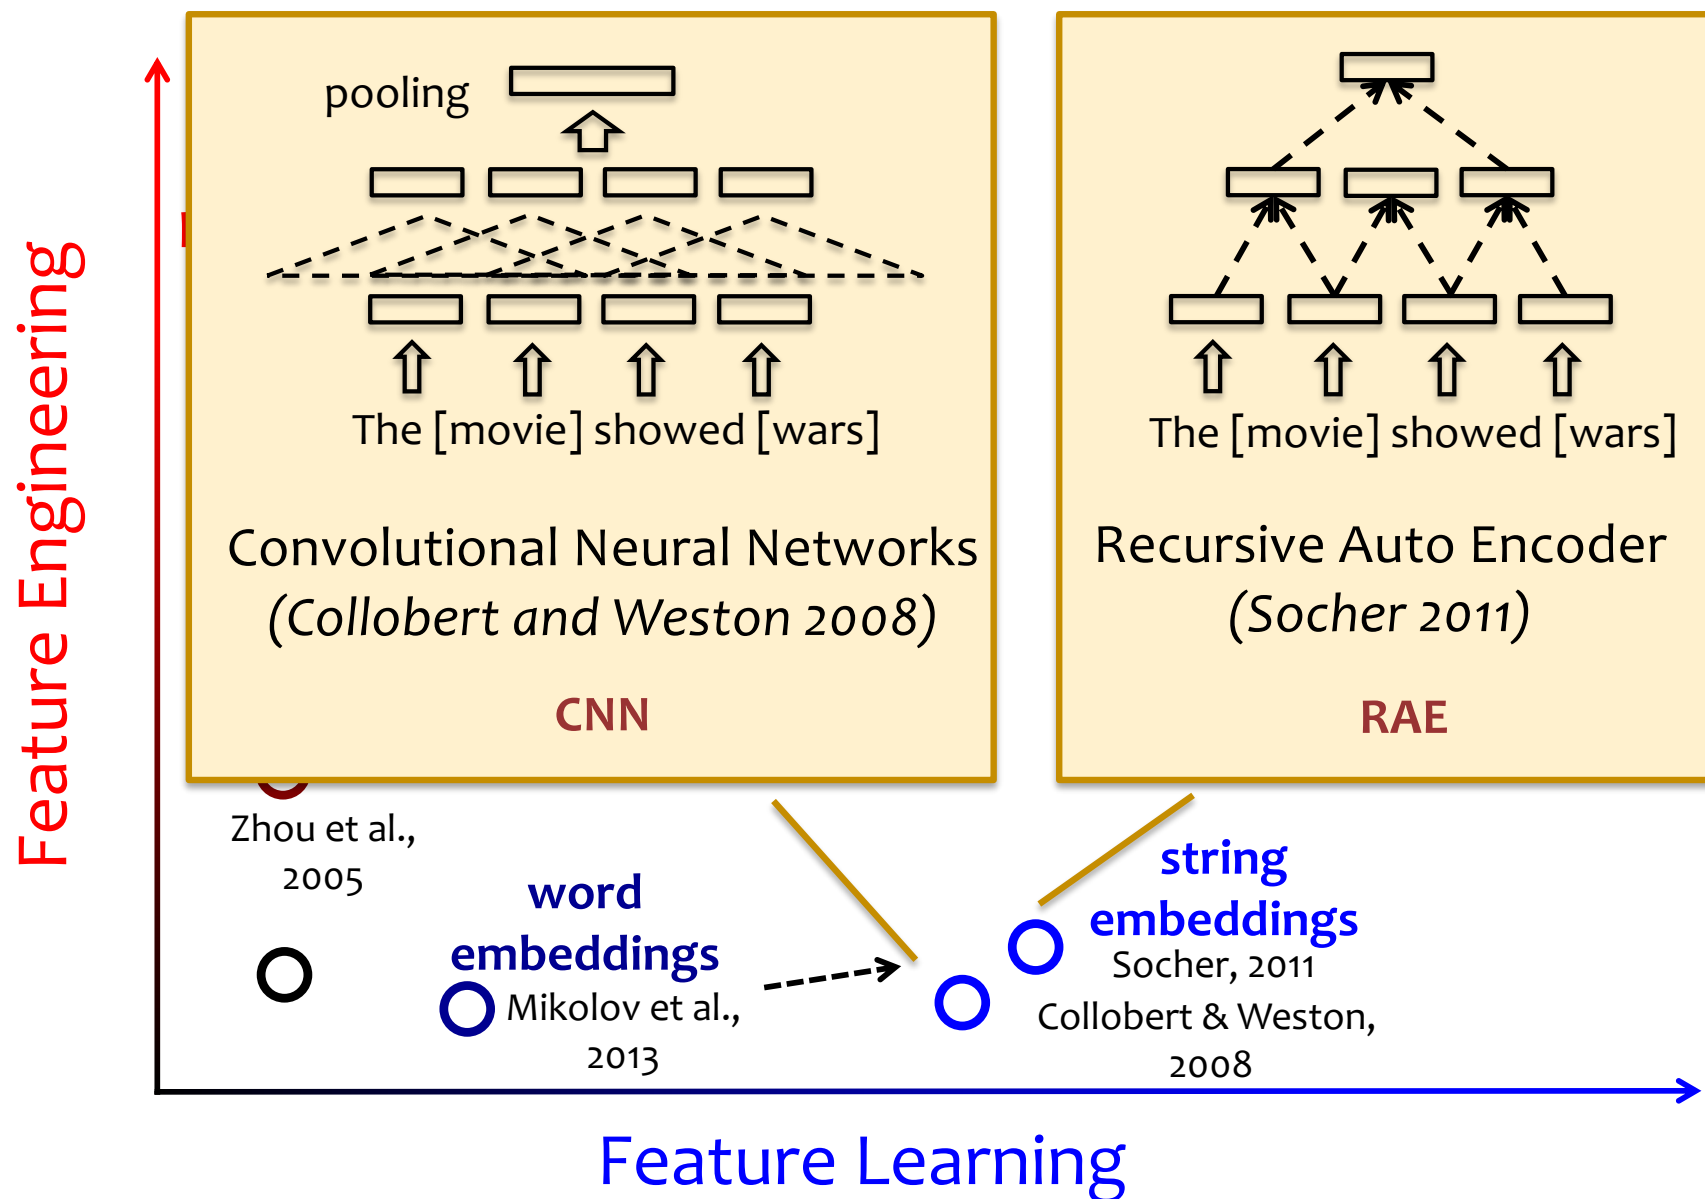 Feature Engineering
pooling
The [movie] showed [wars]
Convolutional Neural Networks
(Collobert and Weston 2008)
CNN
The [movie] showed [wars]
Recursive Auto Encoder
(Socher 2011)
RAE
Zhou et al.,
2005
word
embeddings
Mikolov et al.,
2013
string
embeddings
Socher, 2011
Collobert & Weston,
2008
Feature Learning